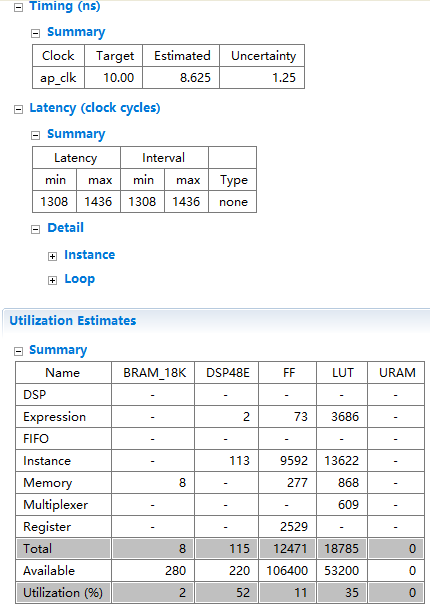 Timing (ns)
Summary
Clock Target Estimated Uncertainty
ap_clk 10.00 8.625 1.25
Latency (clock cycles)
Summary
Latency Interval
min max min max Type
1308 1436 1308 1436 none
Detail
Instance
Loop
Utilization Estimates
Summary
Name BRAM_18K DSP48E FF LUT URAM
DSP - - - - -
Expression - 2 73 3686 -
FIFO - - - - -
Instance - 113 9592 13622 -
Memory 8 - 277 868 -
Multiplexer - - - 609 -
Register - - 2529 - -
Total 8 115 12471 18785 0
Available 280 220 106400 53200 0
Utilization (%) 2 52 11 35 0